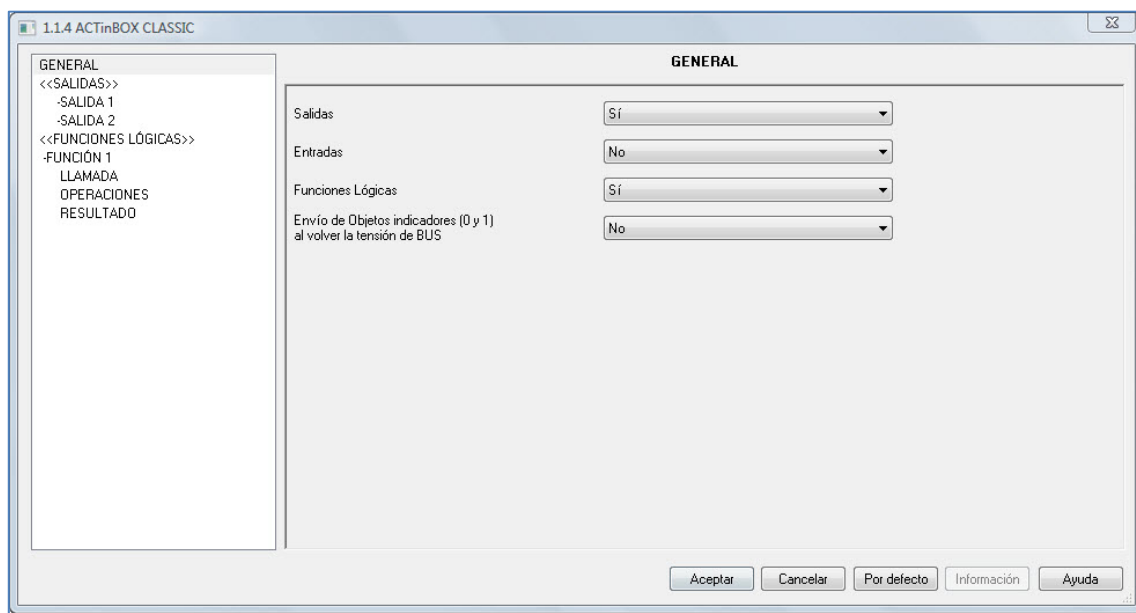 1.1.4 ACTinBOX CLASSIC
GENERAL
<<SALIDAS>>
-SALIDA 1
-SALIDA 2
<<FUNCIONES LÓGICAS>>
-FUNCIÓN 1
LLAMADA
OPERACIONES
RESULTADO
GENERAL
Salidas
Sí
Entradas
No
Funciones Lógicas
Sí
Envío de Objetos indicadores (0 y 1)
al volver la tensión de BUS
No
Aceptar
Cancelar
Por defecto
Información
Ayuda